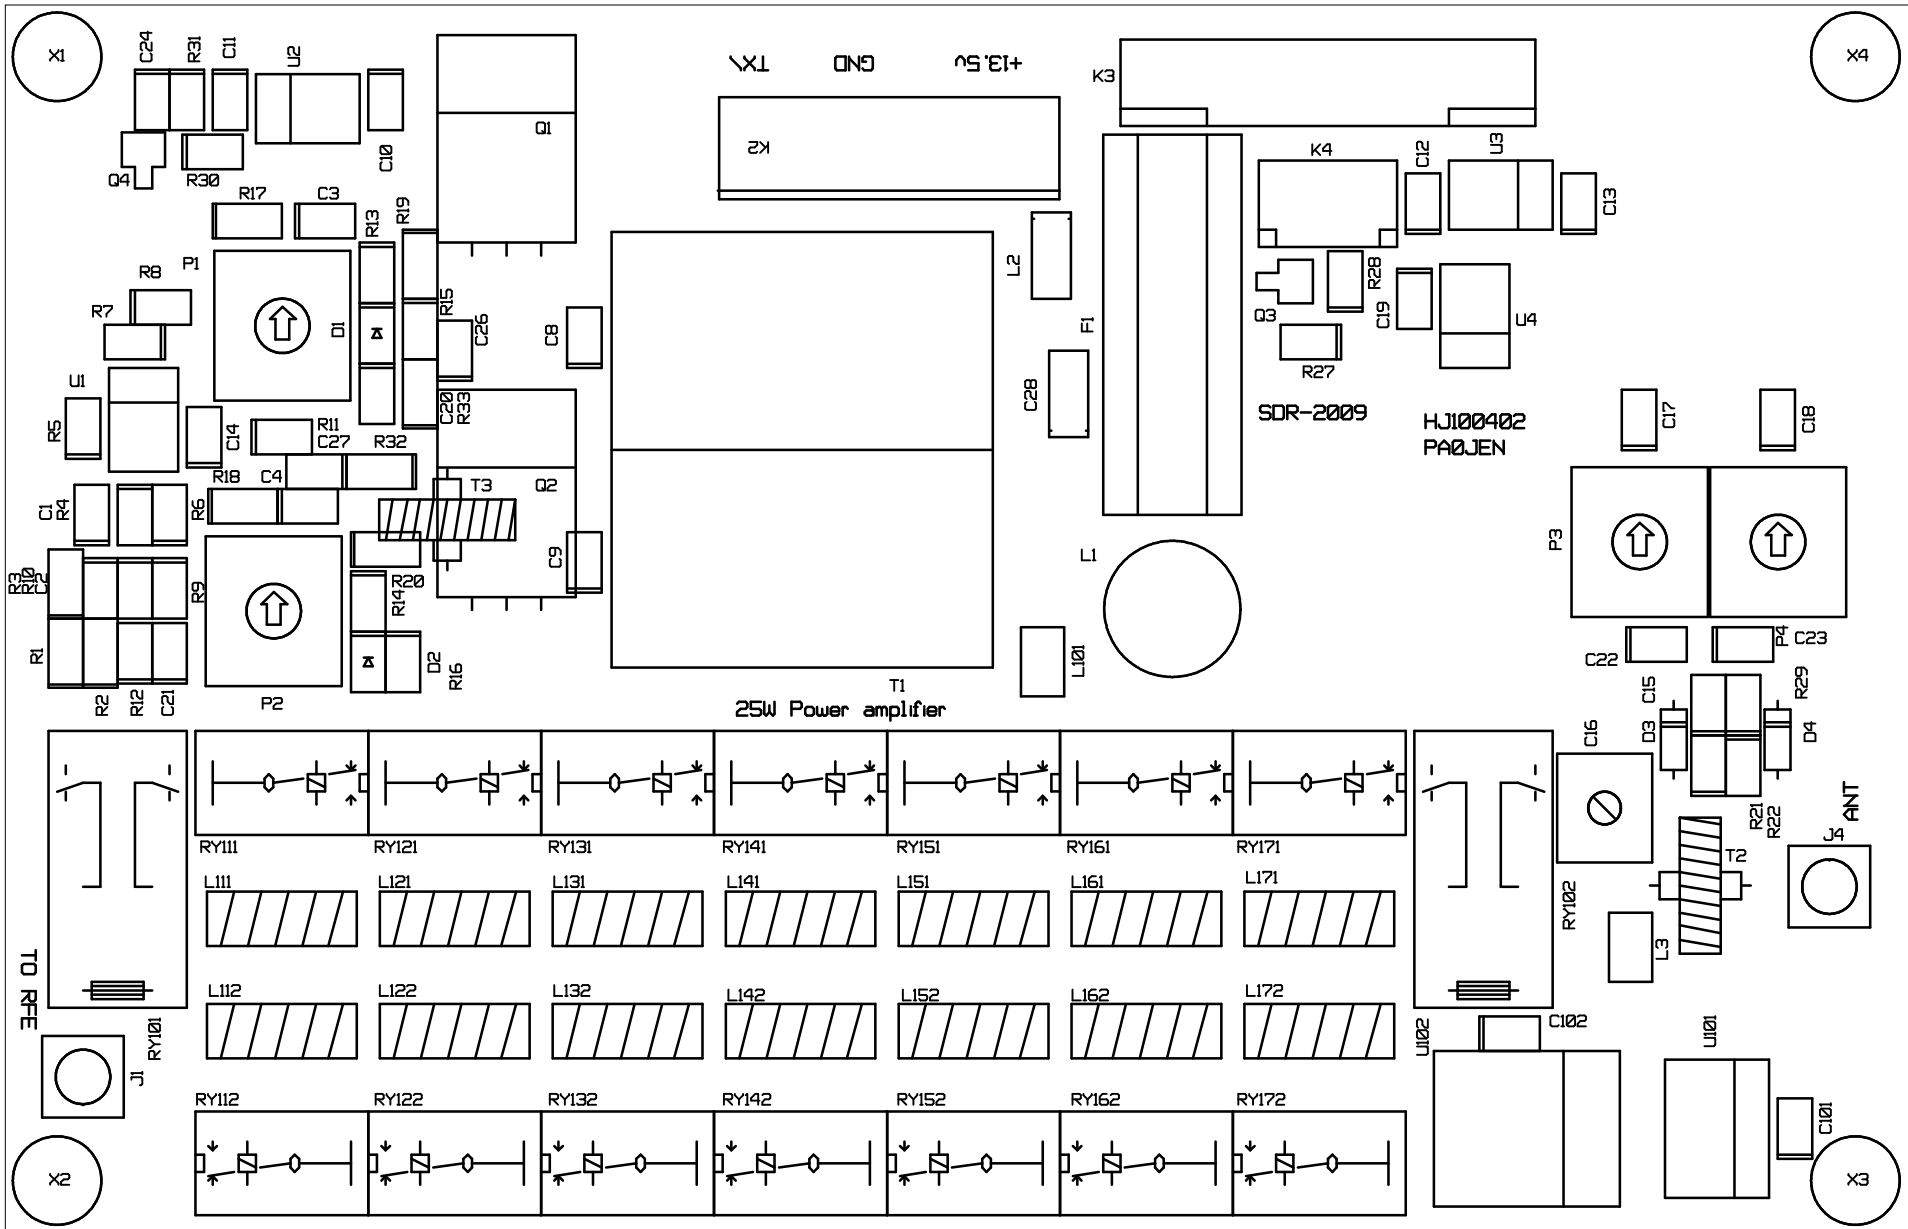 X1
C24
R31
C11
U2
C10
Q4
R30
Q1
TX\
GND
+13.5v
K2
K3
X4
K4
C12
U3
C13
R17
C3
R13
R19
P1
R8
R7
D1
R15
C26
C8
L2
F1
C28
Q3
R28
C19
U4
R27
SDR-2009
HJ100402
PA0JEN
C17
C18
U1
R5
C14
R11
C27
R32
C20
R33
R18
C4
T3
Q2
C1
R4
R6
R3
R10
C2
R9
R20
R14
C9
L1
P3
P4
C22
C23
R1
R2
R12
C21
P2
D2
R16
L101
T1
25W Power amplifier
C15
R29
D3
D4
C16
R21
R22
ANT
J4
T2
RY111
RY121
RY131
RY141
RY151
RY161
RY171
RY102
L111
L121
L131
L141
L151
L161
L171
L3
TO RFE
L112
L122
L132
L142
L152
L162
L172
RY101
J1
U102
C102
U101
C101
RY112
RY122
RY132
RY142
RY152
RY162
RY172
X2
X3